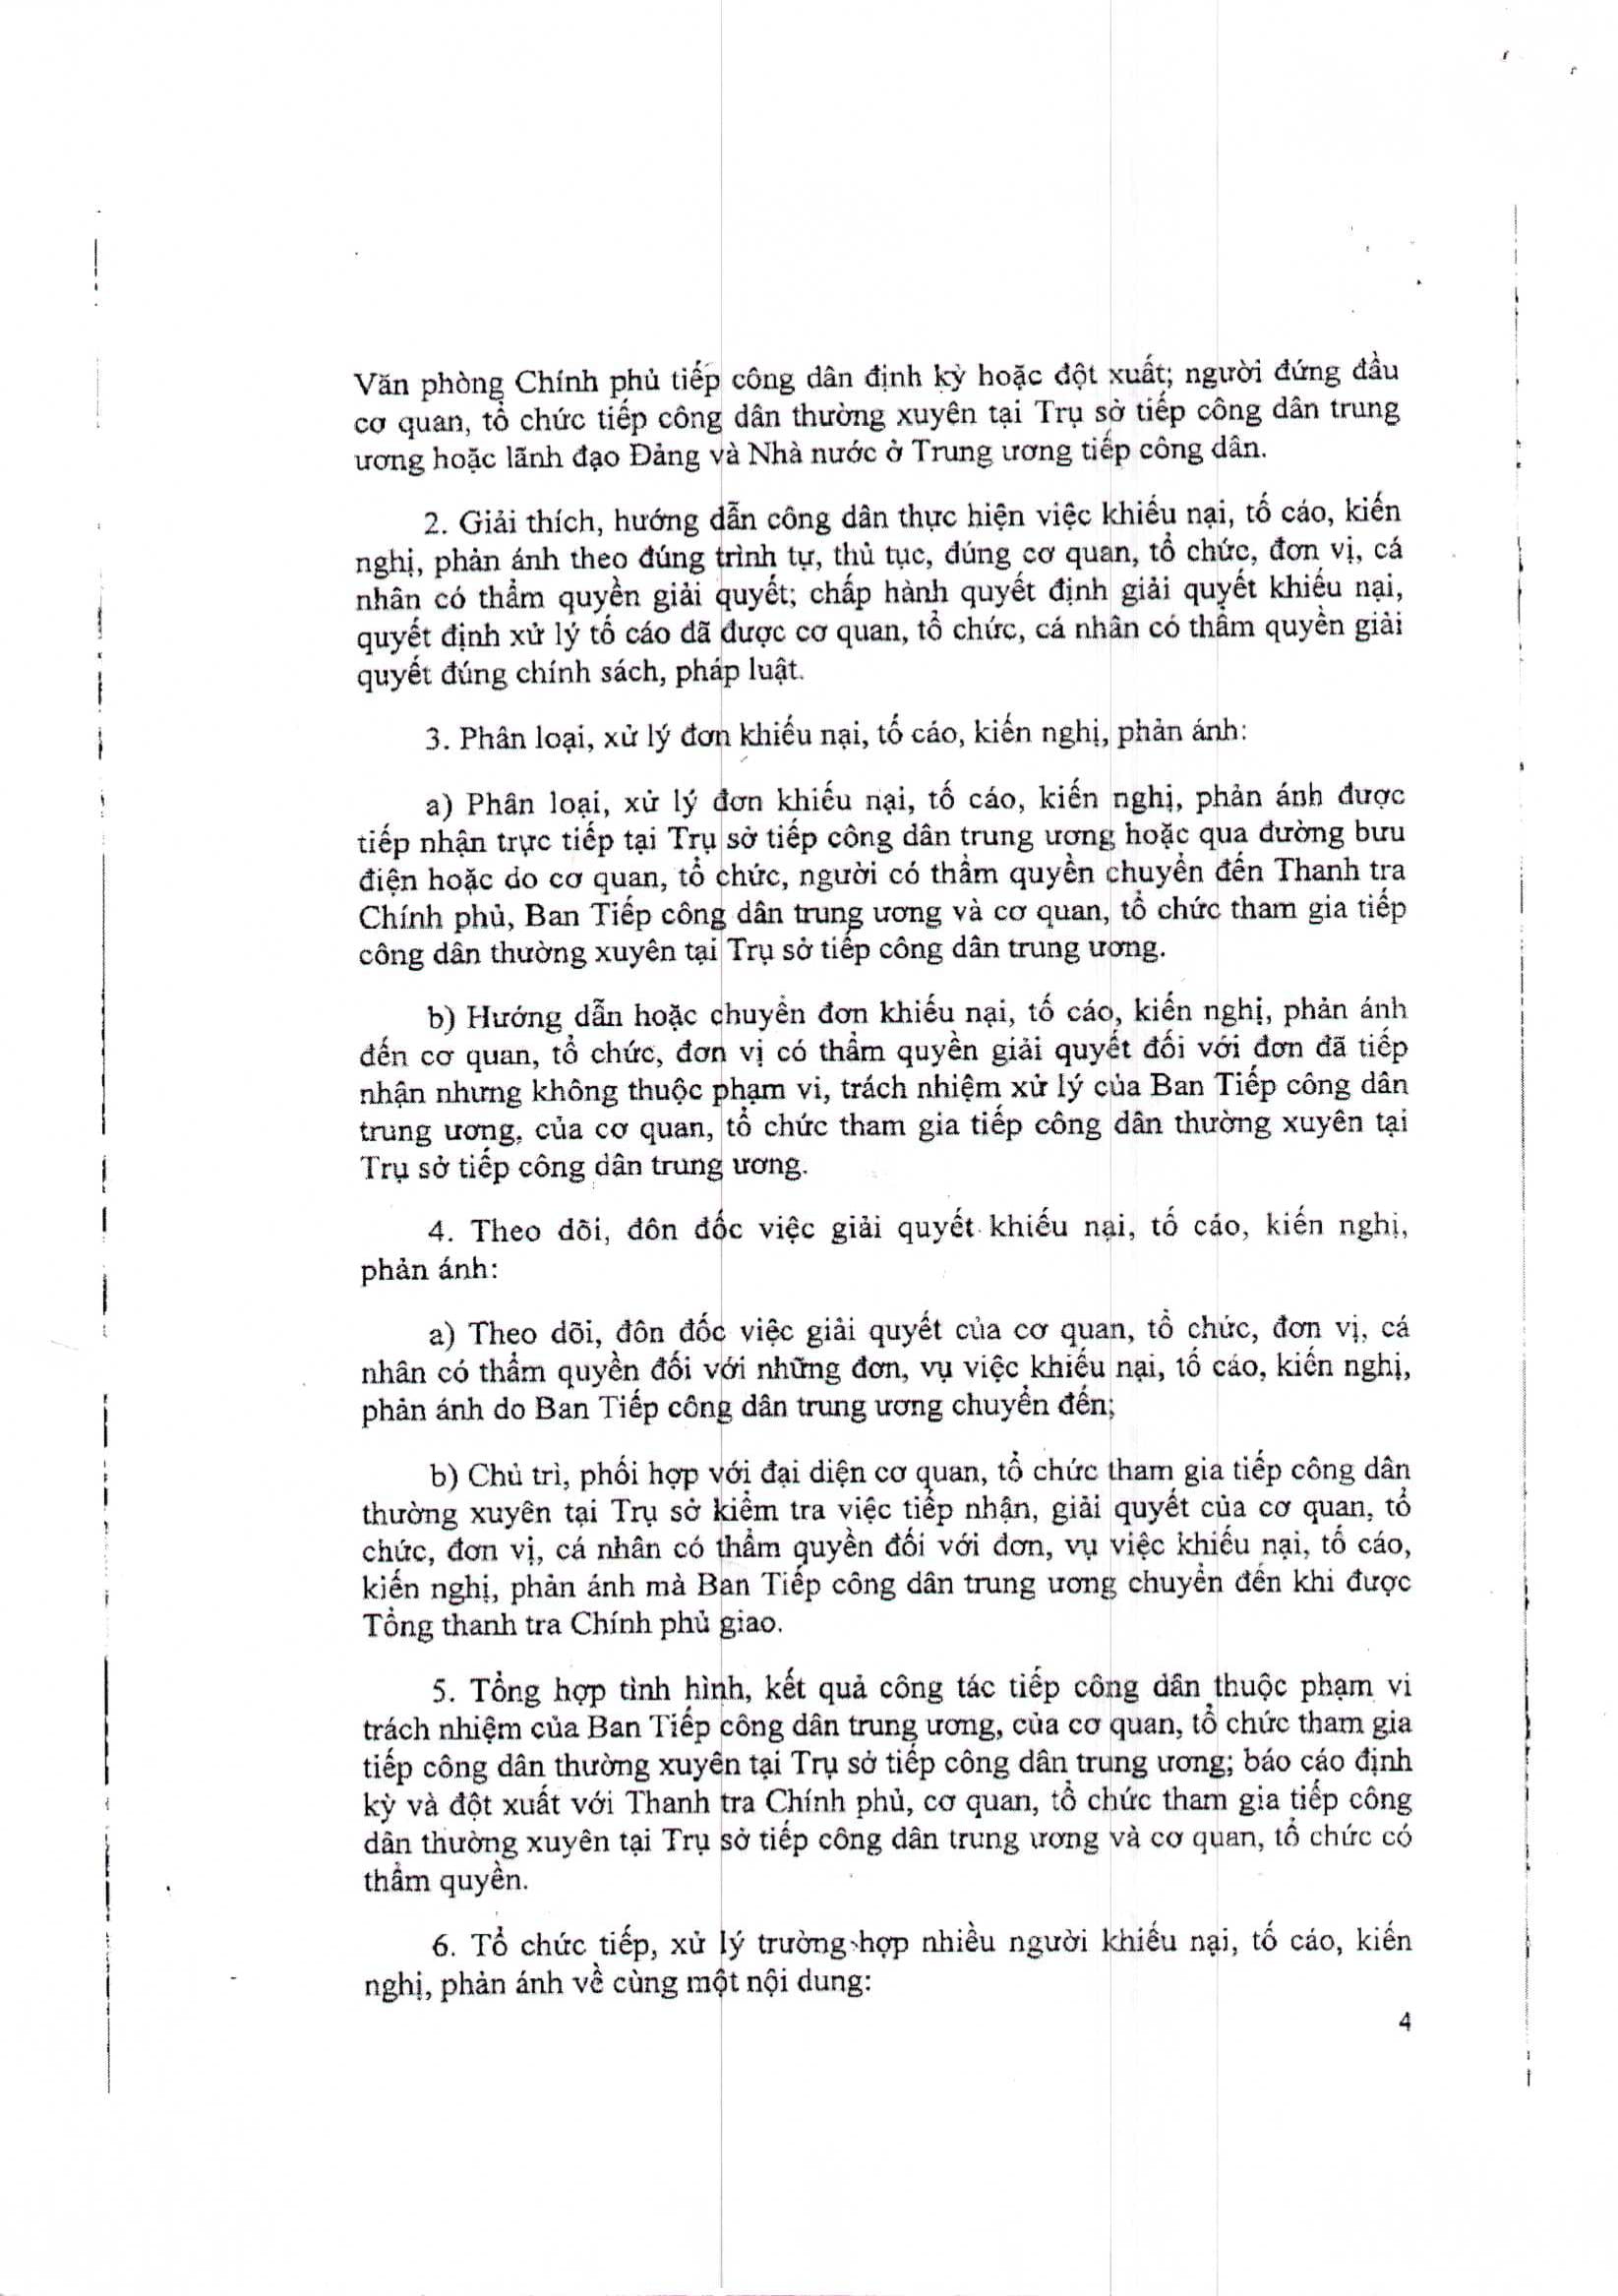 Văn phòng Chính phủ tiếp công dân định kỳ hoặc đột xuất; người đứng đầu
cơ quan, tổ chức tiếp công dân thường xuyên tại Trụ sở tiếp công dân trung
ương hoặc lãnh đạo Đảng và Nhà nước ở Trung ương tiếp công dân.
2. Giải thích, hướng dẫn công dân thực hiện việc khiếu nại, tố cáo, kiến
nghị, phản ánh theo đúng trình tự, thủ tục, đúng cơ quan, tổ chức, đơn vị, cá
nhân có thẩm quyền giải quyết; chấp hành quyết định giải quyết khiếu nại,
quyết định xử lý tố cáo đã được cơ quan, tổ chức, cá nhân có thẩm quyền giải
quyết đúng chính sách, pháp luật.
3. Phân loại, xử lý đơn khiếu nại, tố cáo, kiến nghị, phản ánh:
a) Phân loại, xử lý đơn khiếu nại, tố cáo, kiến nghị, phản ánh được
tiếp nhận trực tiếp tại Trụ sở tiếp công dân trung ương hoặc qua đường bưu
điện hoặc do cơ quan, tổ chức, người có thẩm quyền chuyển đến Thanh tra
Chính phủ, Ban Tiếp công dân trung ương và cơ quan, tổ chức tham gia tiếp
công dân thường xuyên tại Trụ sở tiếp công dân trung ương.
b) Hướng dẫn hoặc chuyển đơn khiếu nại, tố cáo, kiến nghị, phản ánh
đến cơ quan, tổ chức, đơn vị có thẩm quyền giải quyết đối với đơn đã tiếp
nhận nhưng không thuộc phạm vi, trách nhiệm xử lý của Ban Tiếp công dân
trung ương, của cơ quan, tổ chức tham gia tiếp công dân thường xuyên tại
Trụ sở tiếp công dân trung ương.
4. Theo dõi, đôn đốc việc giải quyết khiếu nại, tố cáo, kiến nghị,
phản ánh:
a) Theo dõi, đôn đốc việc giải quyết của cơ quan, tổ chức, đơn vị, cá
nhân có thẩm quyền đối với những đơn, vụ việc khiếu nại, tố cáo, kiến nghị,
phản ánh do Ban Tiếp công dân trung ương chuyển đến;
b) Chủ trì, phối hợp với đại diện cơ quan, tổ chức tham gia tiếp công dân
thường xuyên tại Trụ sở kiểm tra việc tiếp nhận, giải quyết của cơ quan, tổ
chức, đơn vị, cá nhân có thẩm quyền đối với đơn, vụ việc khiếu nại, tố cáo,
kiến nghị, phản ánh mà Ban Tiếp công dân trung ương chuyển đến khi được
Tổng thanh tra Chính phủ giao.
5. Tổng hợp tình hình, kết quả công tác tiếp công dân thuộc phạm vi
trách nhiệm của Ban Tiếp công dân trung ương, của cơ quan, tổ chức tham gia
tiếp công dân thường xuyên tại Trụ sở tiếp công dân trung ương; báo cáo định
kỳ và đột xuất với Thanh tra Chính phủ, cơ quan, tổ chức tham gia tiếp công
dân thường xuyên tại Trụ sở tiếp công dân trung ương và cơ quan, tổ chức có
thẩm quyền.
6. Tổ chức tiếp, xử lý trường hợp nhiều người khiếu nại, tố cáo, kiến
nghị, phản ánh về cùng một nội dung:
4